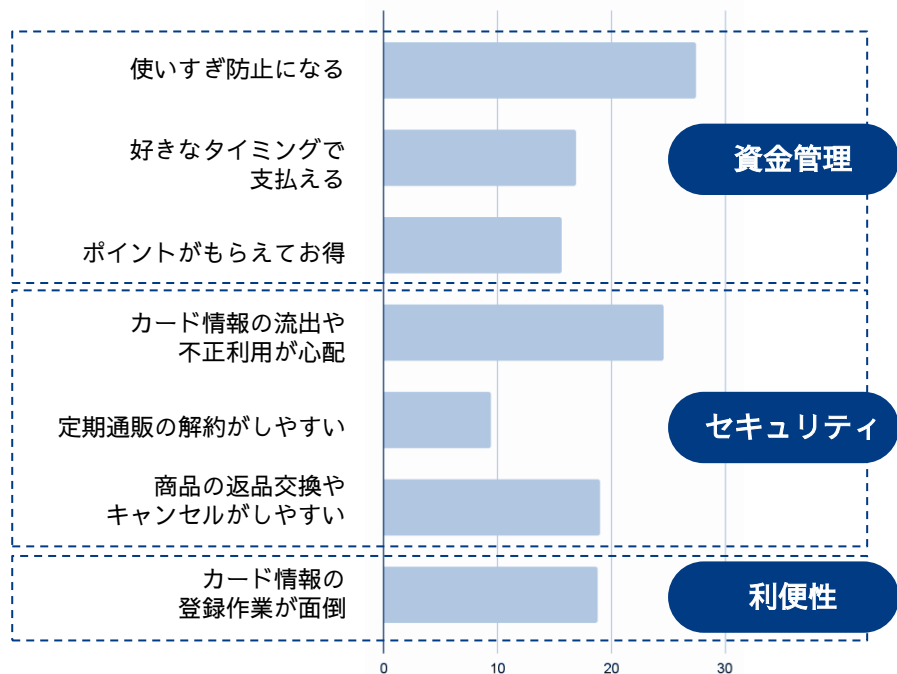 使いすぎ防止になる
好きなタイミングで
支払える
ポイントがもらえてお得
資金管理
カード情報の流出や
不正利用が心配
定期通販の解約がしやすい
商品の返品交換や
キャンセルがしやすい
セキュリティ
カード情報の
登録作業が面倒
利便性
0 10 20 30